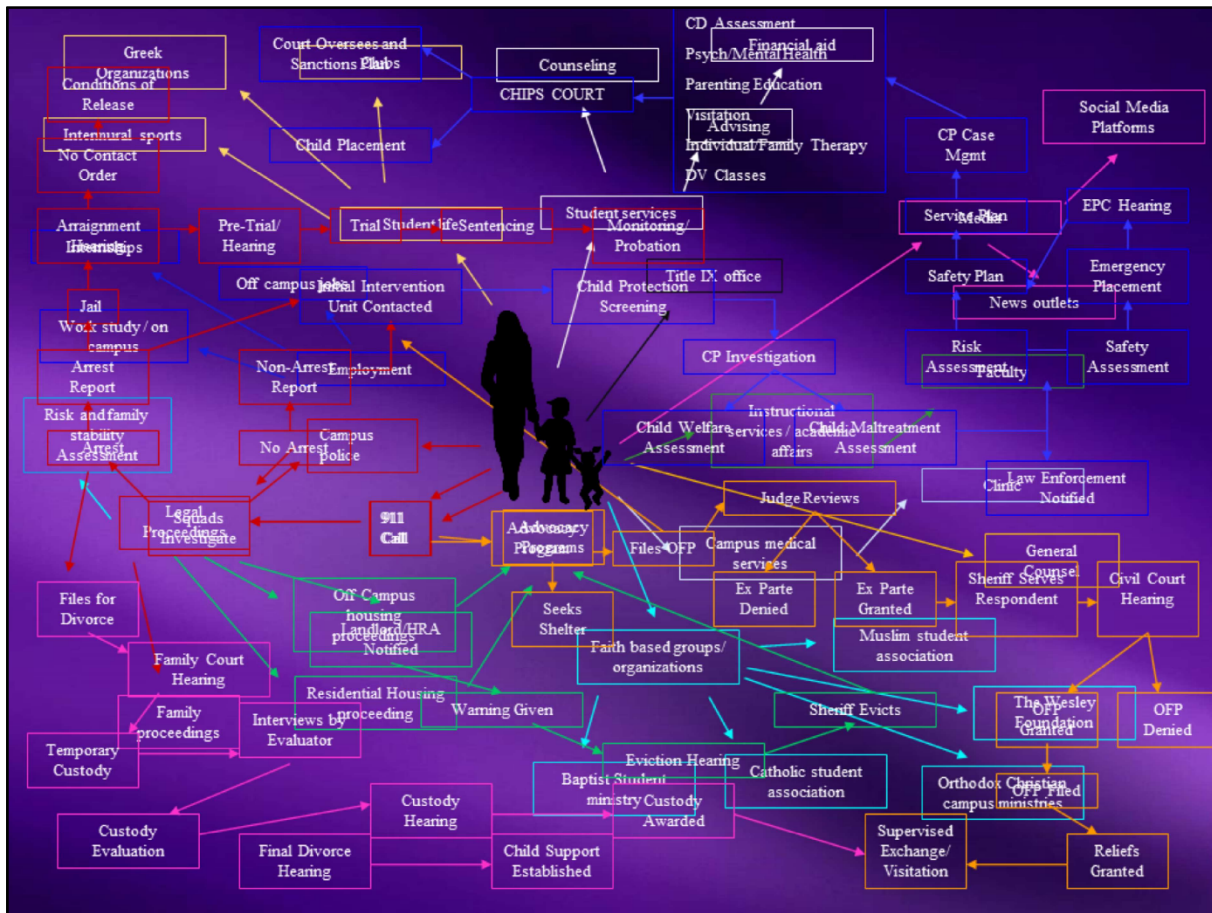 Greek
Organizations
Court Oversees and
Sanctions Plan
Clubs
Counseling
CHIPS COURT
CD Assessment
Financial aid
Psych/Mental Health
Parenting Education
Visitation
Advising
Individual/Family Therapy
DV Classes
Social Media
Platforms
Conditions of
Release
Intermural sports
Child Placement
CP Case
Mgmt
No Contact
Order
Arraignment
Hearing
Internships
Pre-Trial/
Hearing
Trial
Student life
Sentencing
Student services
Monitoring/
Probation
Service Plan
Media
EPC Hearing
Off campus jobs
Initial Intervention
Unit Contacted
Child Protection
Screening
Title IX office
Safety Plan
News outlets
Emergency
Placement
Jail
Work study / on
campus
Arrest
Report
Non-Arrest
Report
Employment
CP Investigation
Risk
Assessment
Faculty
Safety
Assessment
Risk and family
stability
Assessment
Arrest
No Arrest
Campus
police
Child Welfare
Assessment
Instructional
services / academic
affairs
Child Maltreatment
Assessment
Clinic
Law Enforcement
Notified
Judge Reviews
Legal
Proceedings
Squads
Investigate
911
Call
Advocacy
Program
Advocacy
Programs
Files OFP
Campus medical
services
General
Counsel
Files for
Divorce
Off Campus
housing
proceedings
Landlord/HRA
Notified
Seeks
Shelter
Ex Parte
Denied
Ex Parte
Granted
Sheriff Serves
Respondent
Civil Court
Hearing
Family Court
Hearing
Faith based groups/
organizations
Muslim student
association
Residential Housing
proceeding
Warning Given
Sheriff Evicts
The Wesley
Foundation
OFP
Granted
OFP
Denied
Family
proceedings
Interviews by
Evaluator
Temporary
Custody
Eviction Hearing
Baptist Student
ministry
Catholic student
association
Orthodox Christian
campus ministries
OFP Filed
Custody
Evaluation
Custody
Hearing
Custody
Awarded
Supervised
Exchange/
Visitation
Reliefs
Granted
Final Divorce
Hearing
Child Support
Established